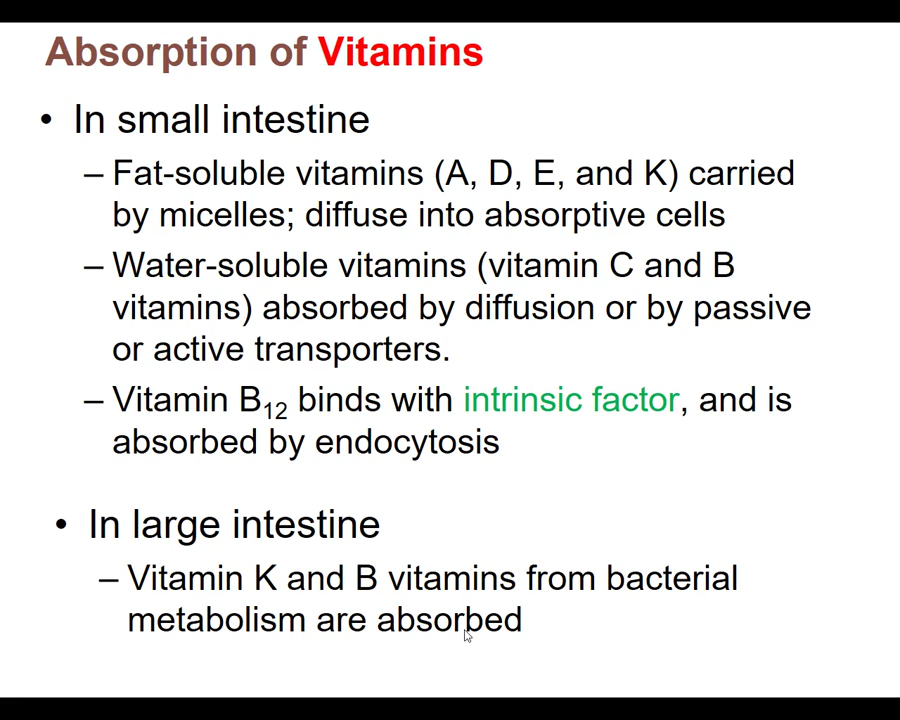 Absorption of Vitamins
• In small intestine
– Fat-soluble vitamins (A, D, E, and K) carried
by micelles; diffuse into absorptive cells
– Water-soluble vitamins (vitamin C and B
vitamins) absorbed by diffusion or by passive
or active transporters.
– Vitamin B12 binds with intrinsic factor, and is
absorbed by endocytosis
• In large intestine
– Vitamin K and B vitamins from bacterial
metabolism are absorbed